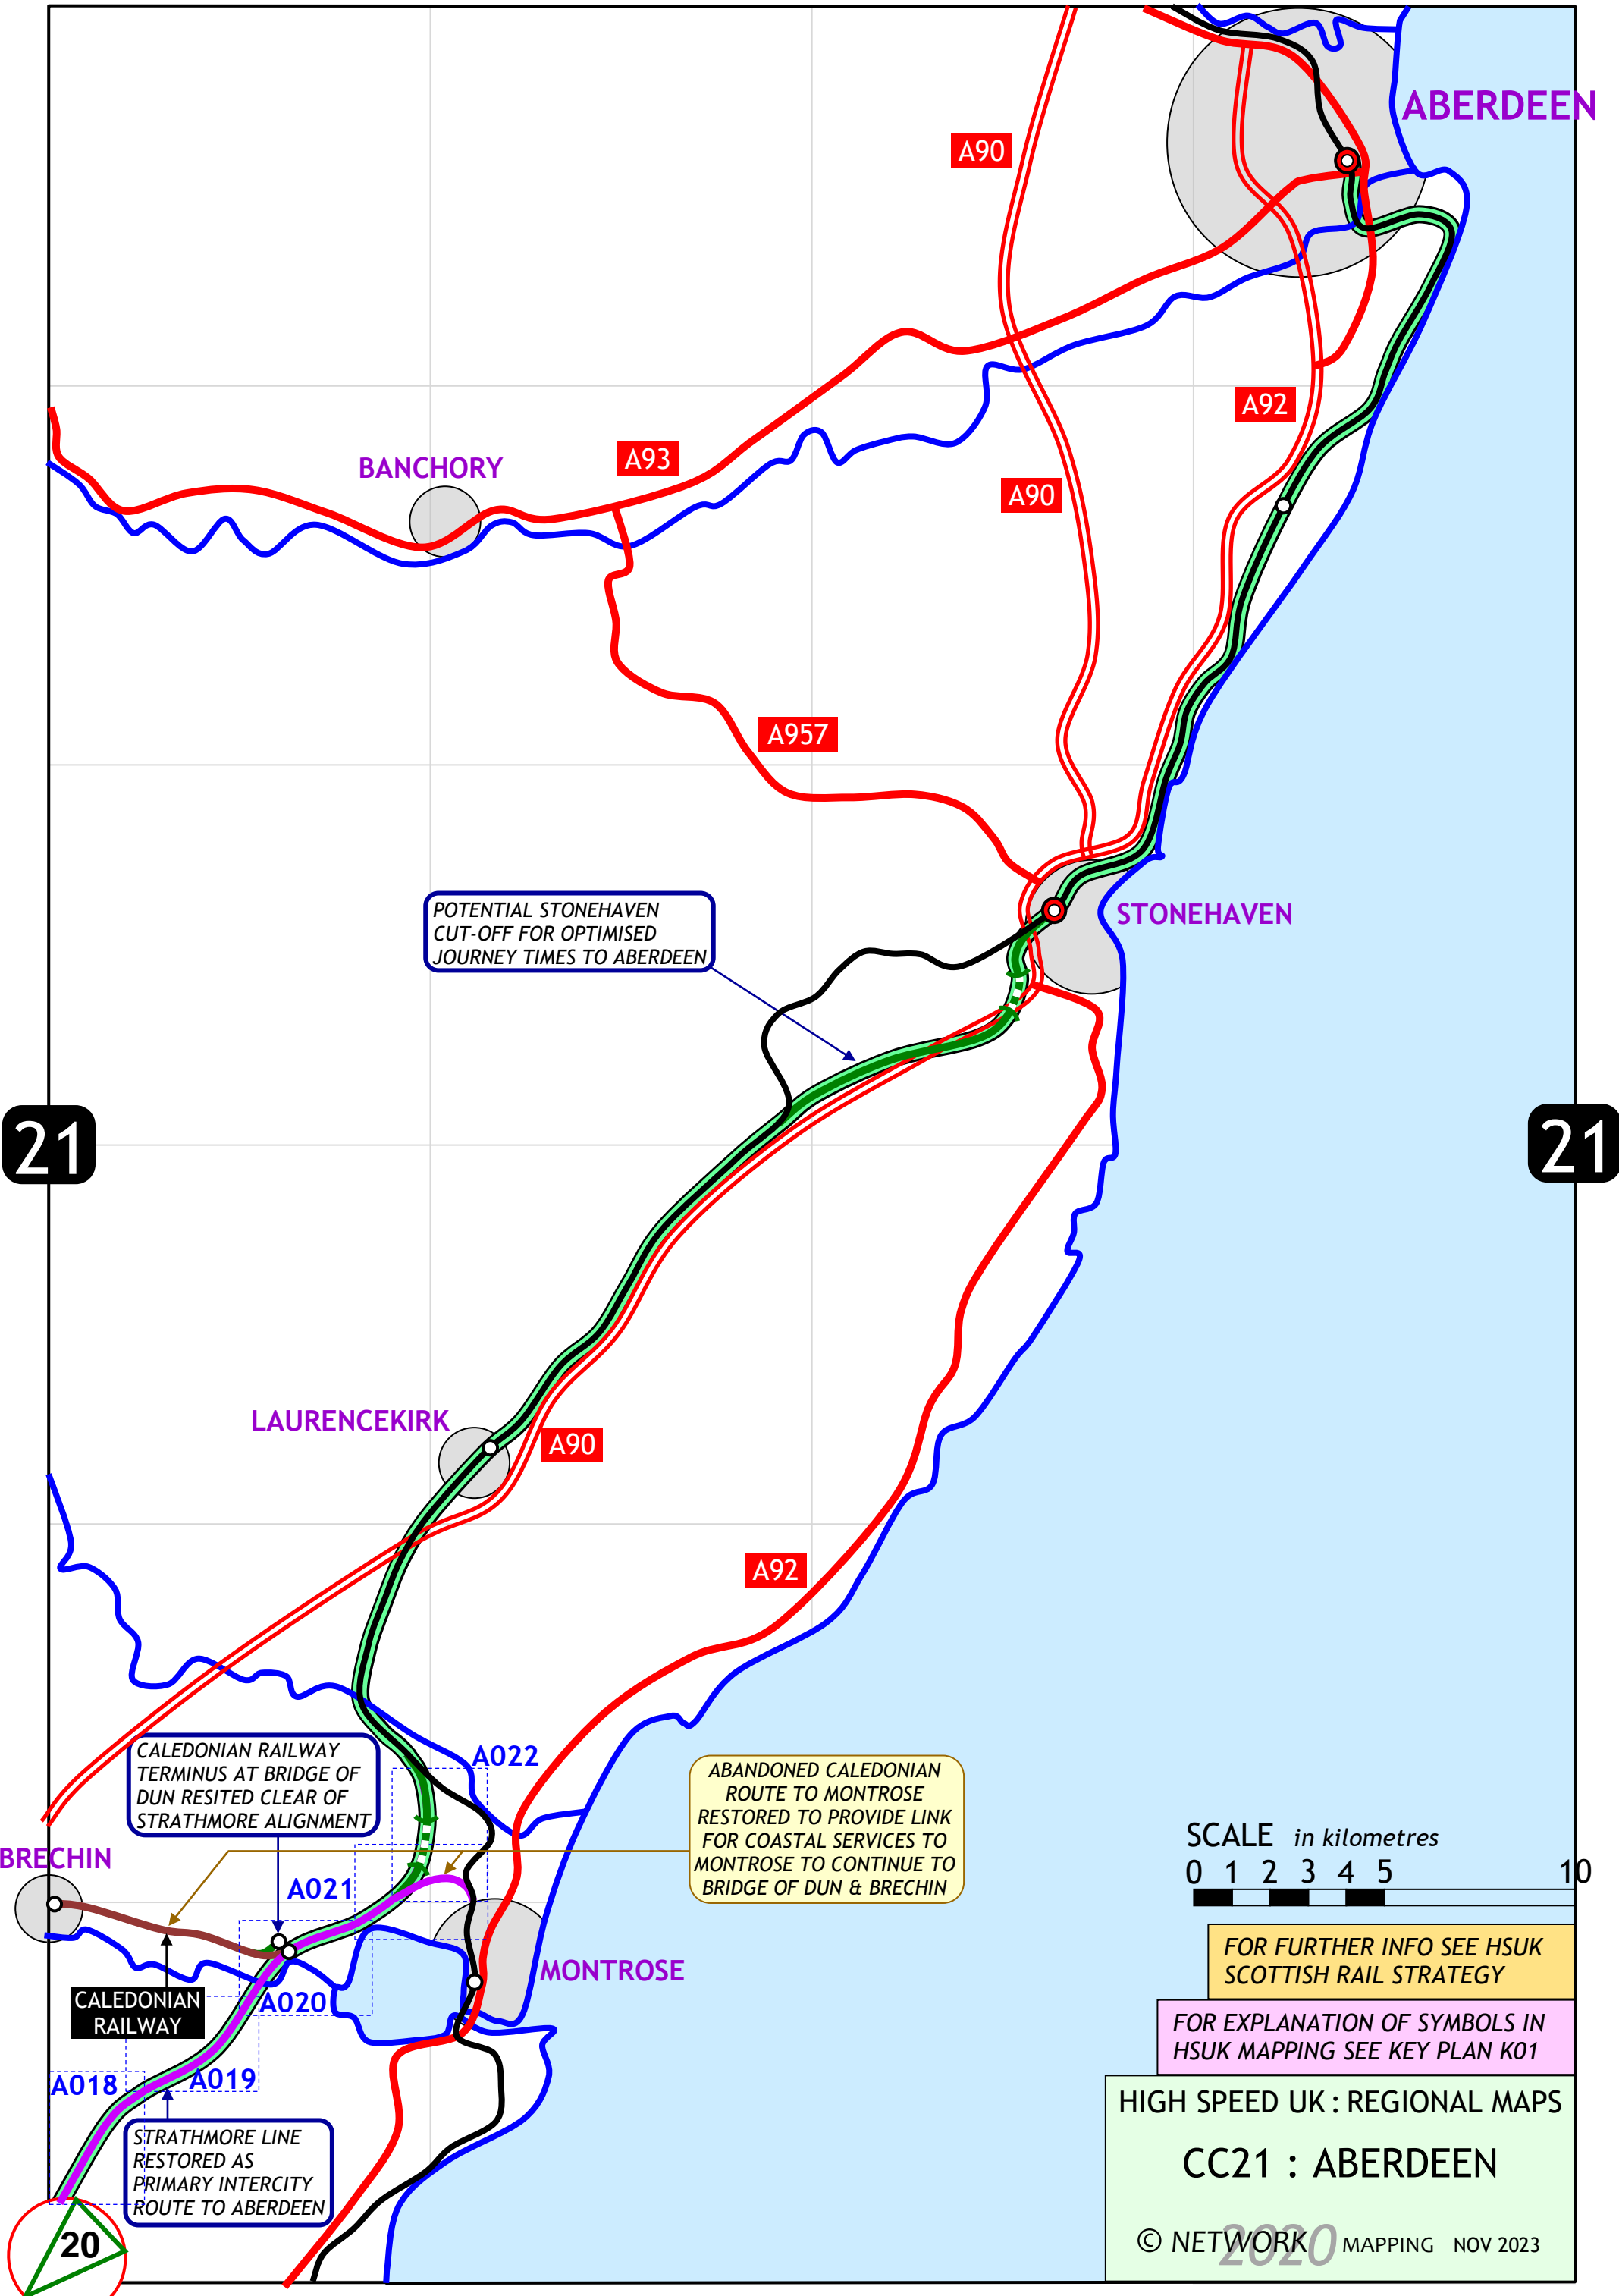 ABERDEEN
A90
A92
BANCHORY
A93
A90
A957
POTENTIAL STONEHAVEN
CUT-OFF FOR OPTIMISED
JOURNEY TIMES TO ABERDEEN
STONEHAVEN
21
21
LAURENCEKIRK
A90
A92
CALEDONIAN RAILWAY
TERMINUS AT BRIDGE OF
DUN RESITED CLEAR OF
STRATHMORE ALIGNMENT
A022
ABANDONED CALEDONIAN
ROUTE TO MONTROSE
RESTORED TO PROVIDE LINK
FOR COASTAL SERVICES TO
MONTROSE TO CONTINUE TO
BRIDGE OF DUN & BRECHIN
BRECHIN
A021
MONTROSE
CALEDONIAN
RAILWAY
A020
A018
A019
STRATHMORE LINE
RESTORED AS
PRIMARY INTERCITY
ROUTE TO ABERDEEN
20
SCALE in kilometres
0 1 2 3 4 5 10
FOR FURTHER INFO SEE HSUK
SCOTTISH RAIL STRATEGY
FOR EXPLANATION OF SYMBOLS IN
HSUK MAPPING SEE KEY PLAN K01
HIGH SPEED UK : REGIONAL MAPS
CC21 : ABERDEEN
© NETWORK 2020 MAPPING NOV 2023